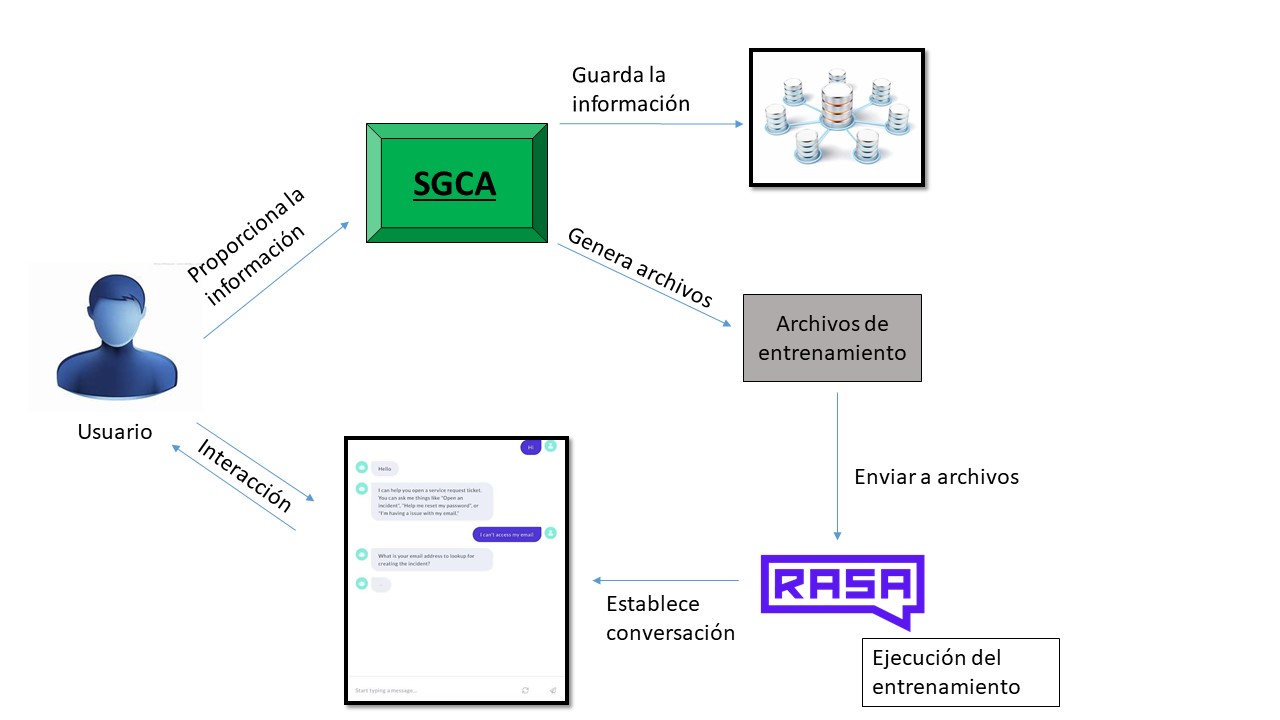 Guarda la
información
SGCA
Proporciona la
información
Genera archivos
Archivos de
entrenamiento
Usuario
Interacción
Enviar a archivos
Hi
Hello
I can help you open a service request ticket.
You can ask me things like "Open an
incident", "Help me reset my password", or
"I'm having a issue with my email."
I can't access my email
What is your email address to lookup for
creating the incident?
Start typing a message...
RASA
Establece
conversación
Ejecución del
entrenamiento